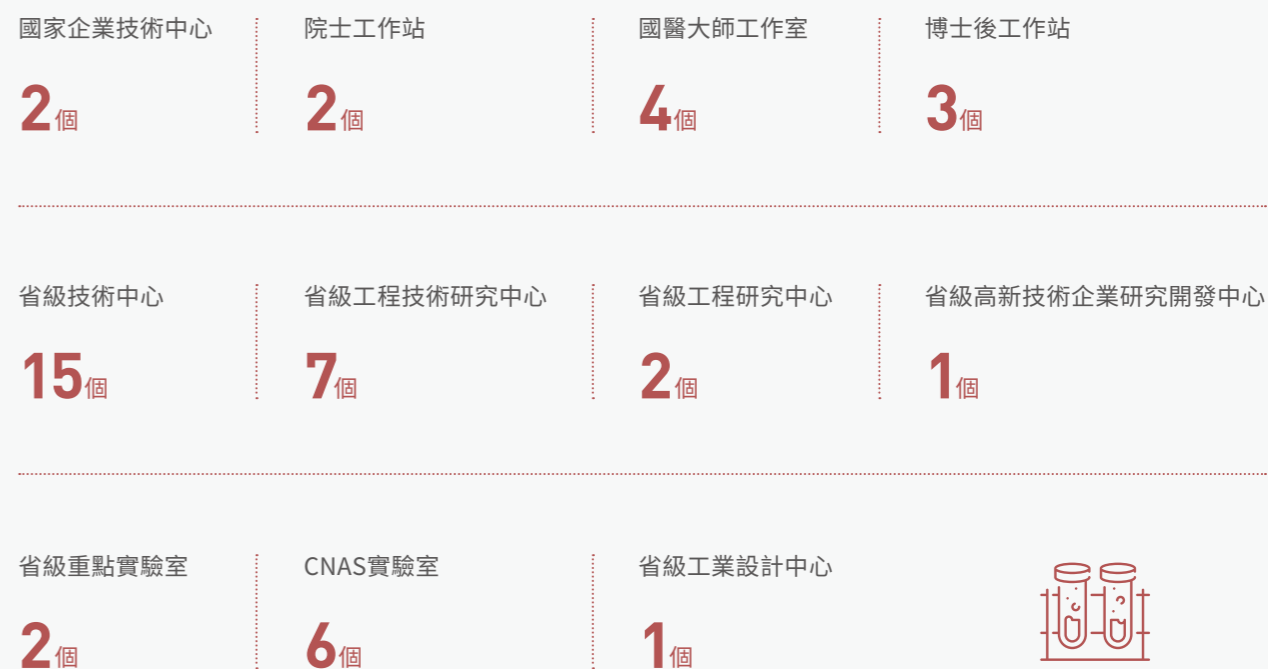 國家企業技術中心
2個
院士工作站
2個
國醫大師工作室
4個
博士後工作站
3個
省級技術中心
15個
省級工程技術研究中心
7個
省級工程研究中心
2個
省級高新技術企業研究開發中心
1個
省級重點實驗室
2個
CNAS實驗室
6個
省級工業設計中心
1個